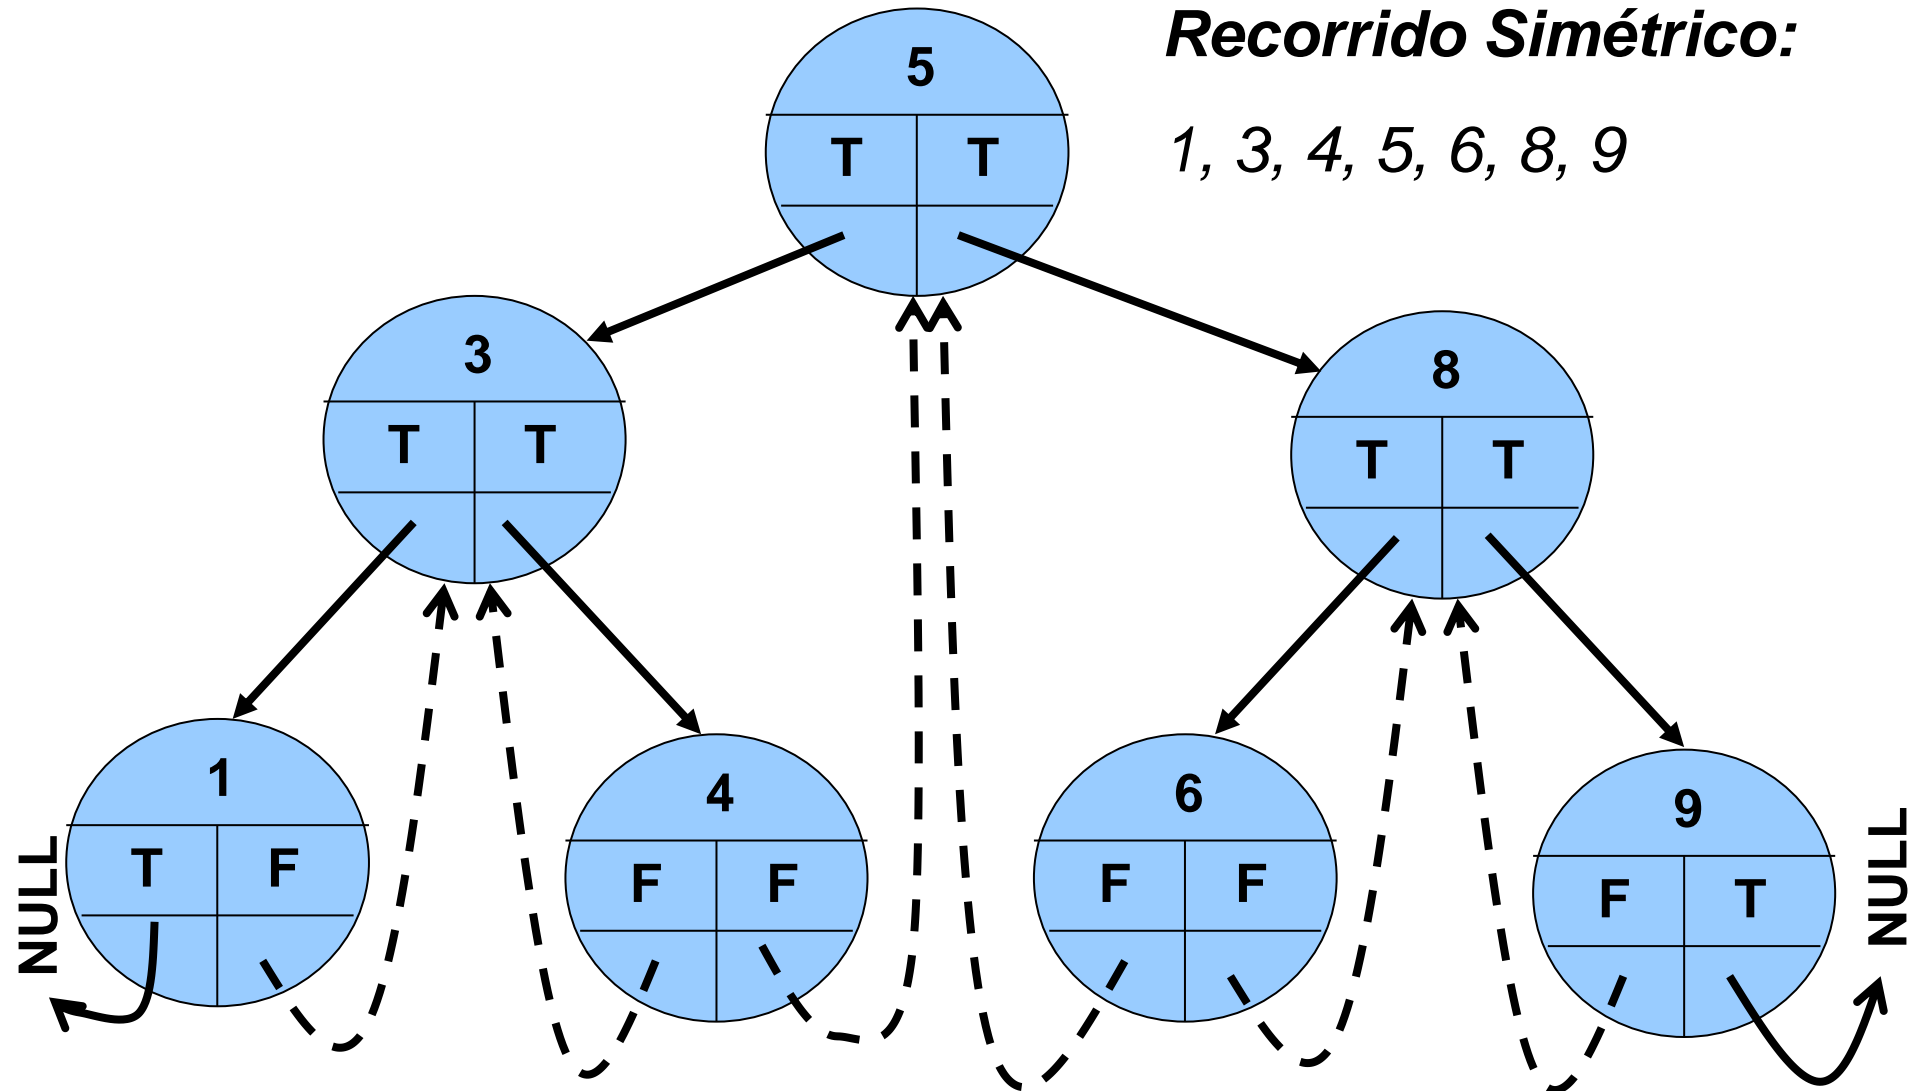 Recorrido Simétrico:
1, 3, 4, 5, 6, 8, 9
5
T T
3
T T
8
T T
1
T F
4
F F
6
F F
9
F T
NULL
NULL